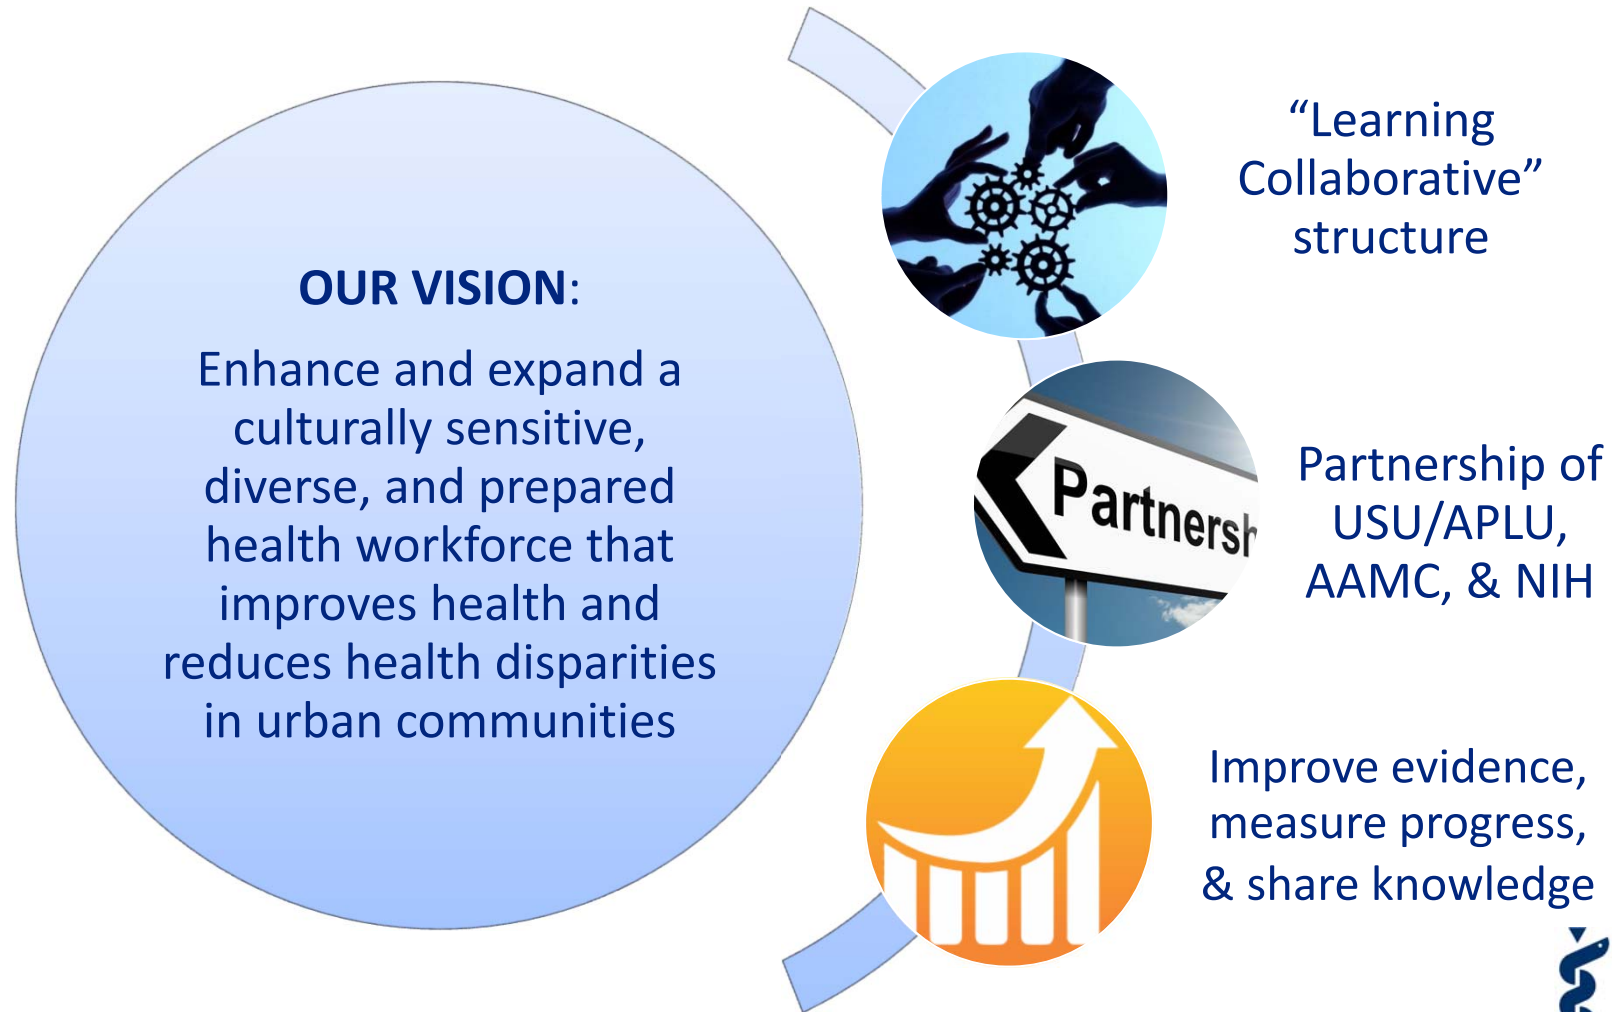 OUR VISION:
Enhance and expand a
culturally sensitive,
diverse, and prepared
health workforce that
improves health and
reduces health disparities
in urban communities
“Learning
Collaborative”
structure
Partnersh
Partnership of
USU/APLU,
AAMC, & NIH
Improve evidence,
measure progress,
& share knowledge